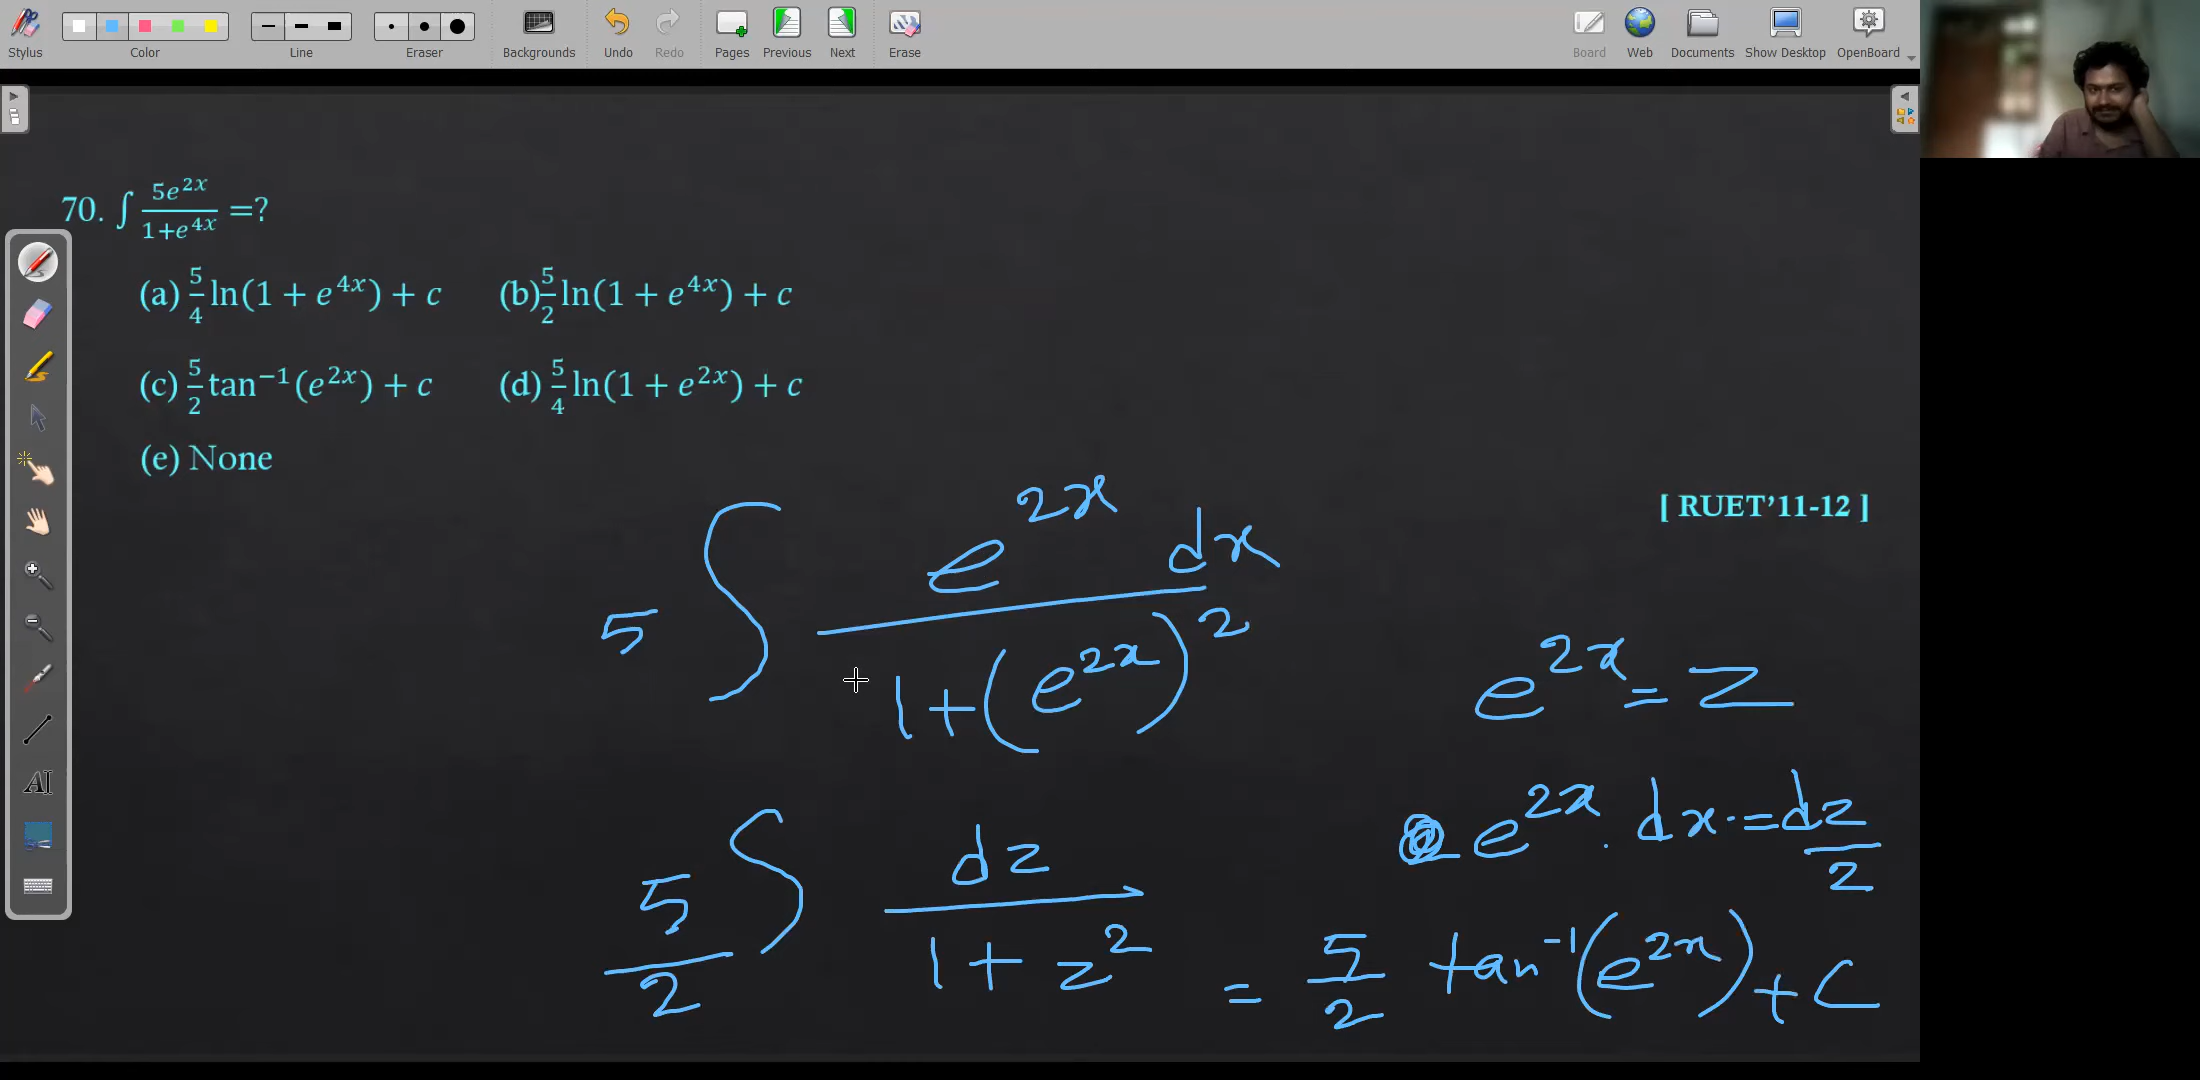 Stylus Color Line Eraser Backgrounds Undo Redo Pages Previous Next Erase Board Web Documents Show Desktop OpenBoard
70. ∫ 5e^{2x}/(1+e^{4x}) =?
(a) 5/4 ln(1 + e^{4x}) + c (b) 5/2 ln(1 + e^{4x}) + c
(c) 5/2 tan^{−1}(e^{2x}) + c (d) 5/4 ln(1 + e^{2x}) + c
(e) None
[ RUET’11-12 ]
5 ∫ e^{2x} dx / (1+(e^{2x})^2)
e^{2x} = z
e^{2x} . dx = dz/2
5/2 ∫ dz/(1+z^2) = 5/2 tan^{-1}(e^{2x}) + C
AI